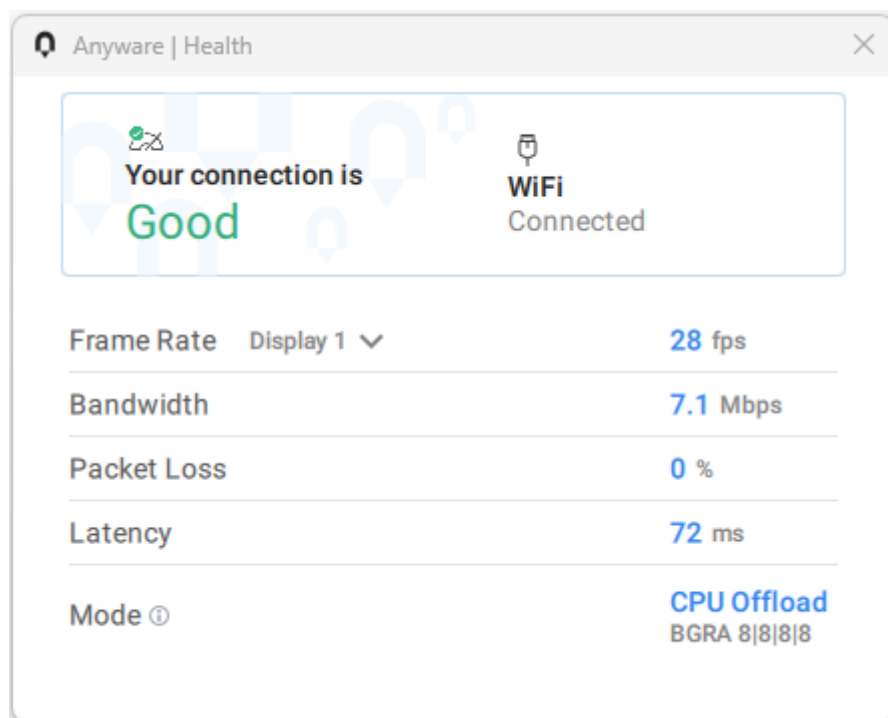 Anyware | Health
Your connection is
Good
WiFi
Connected
Frame Rate Display 1 28 fps
Bandwidth 7.1 Mbps
Packet Loss 0 %
Latency 72 ms
Mode CPU Offload
BGRA 8|8|8|8